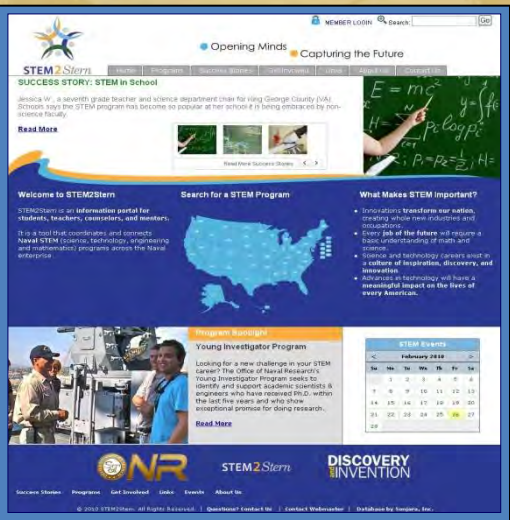 MEMBER LOGIN Search: Go
Opening Minds Capturing the Future
STEM2Stern
Home Programs Success Stories Get Involved Links About Us Contact Us
SUCCESS STORY: STEM in School
Jessica W., a seventh grade teacher and science department chair for King George County (VA)
Schools says the STEM program has become so popular at her school it is being embraced by non-
science faculty.
Read More
Read More Success Stories < >
E = mc²
Welcome to STEM2Stern
STEM2Stern is an information portal for
students, teachers, counselors, and mentors.
It is a tool that coordinates and connects
Naval STEM (science, technology, engineering
and mathematics) programs across the Naval
enterprise.
Search for a STEM Program
What Makes STEM Important?
• Innovations transform our nation,
creating whole new industries and
occupations.
• Every job of the future will require a
basic understanding of math and
science.
• Science and technology careers exist in
a culture of inspiration, discovery, and
innovation
• Advances in technology will have a
meaningful impact on the lives of
every American.
Program Spotlight
Young Investigator Program
Looking for a new challenge in your STEM
career? The Office of Naval Research's
Young Investigator Program seeks to
identify and support academic scientists &
engineers who have received Ph.D. within
the last five years and who show
exceptional promise for doing research.
Read More
STEM Events
< February 2010 >
Su Mo Tu We Th Fr Sa
1 2 3 4 5 6
7 8 9 10 11 12 13
14 15 16 17 18 19 20
21 22 23 24 25 26 27
28
ONR STEM2Stern DISCOVERY & INVENTION
Success Stories Programs Get Involved Links Events About Us
© 2010 STEM2Stern. All Rights Reserved. | Questions? Contact Us | Contact Webmaster | Database by Sanjara, Inc.